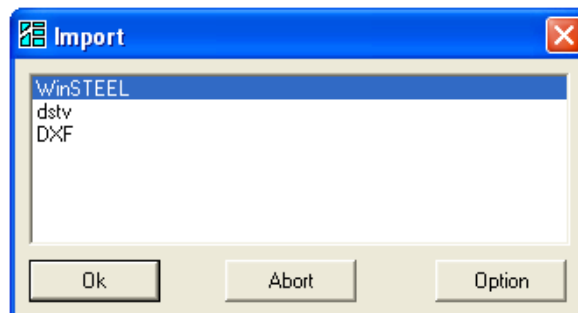 Import
WinSTEEL
dstv
DXF
Ok Abort Option